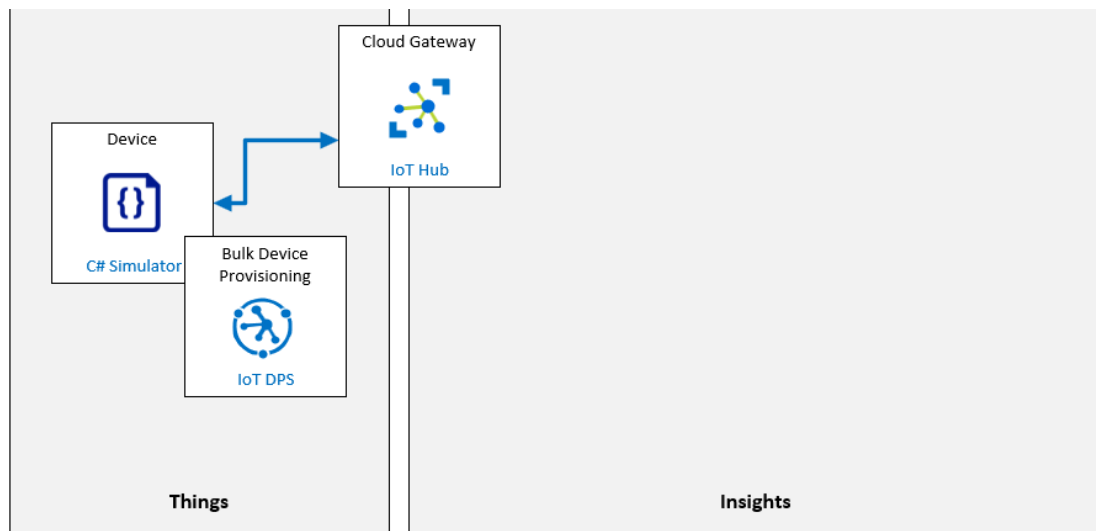 Cloud Gateway
IoT Hub
Device
C# Simulator
Bulk Device
Provisioning
IoT DPS
Things
Insights